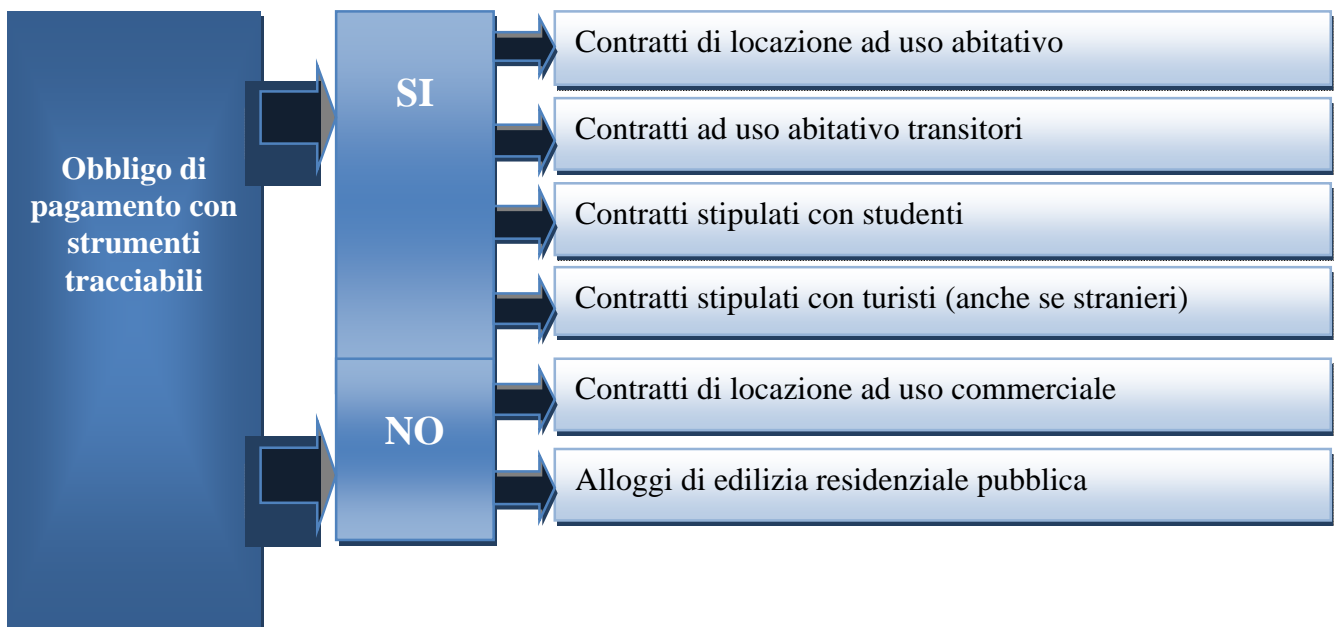 Obbligo di
pagamento con
strumenti
tracciabili
SI
Contratti di locazione ad uso abitativo
Contratti ad uso abitativo transitori
Contratti stipulati con studenti
Contratti stipulati con turisti (anche se stranieri)
NO
Contratti di locazione ad uso commerciale
Alloggi di edilizia residenziale pubblica